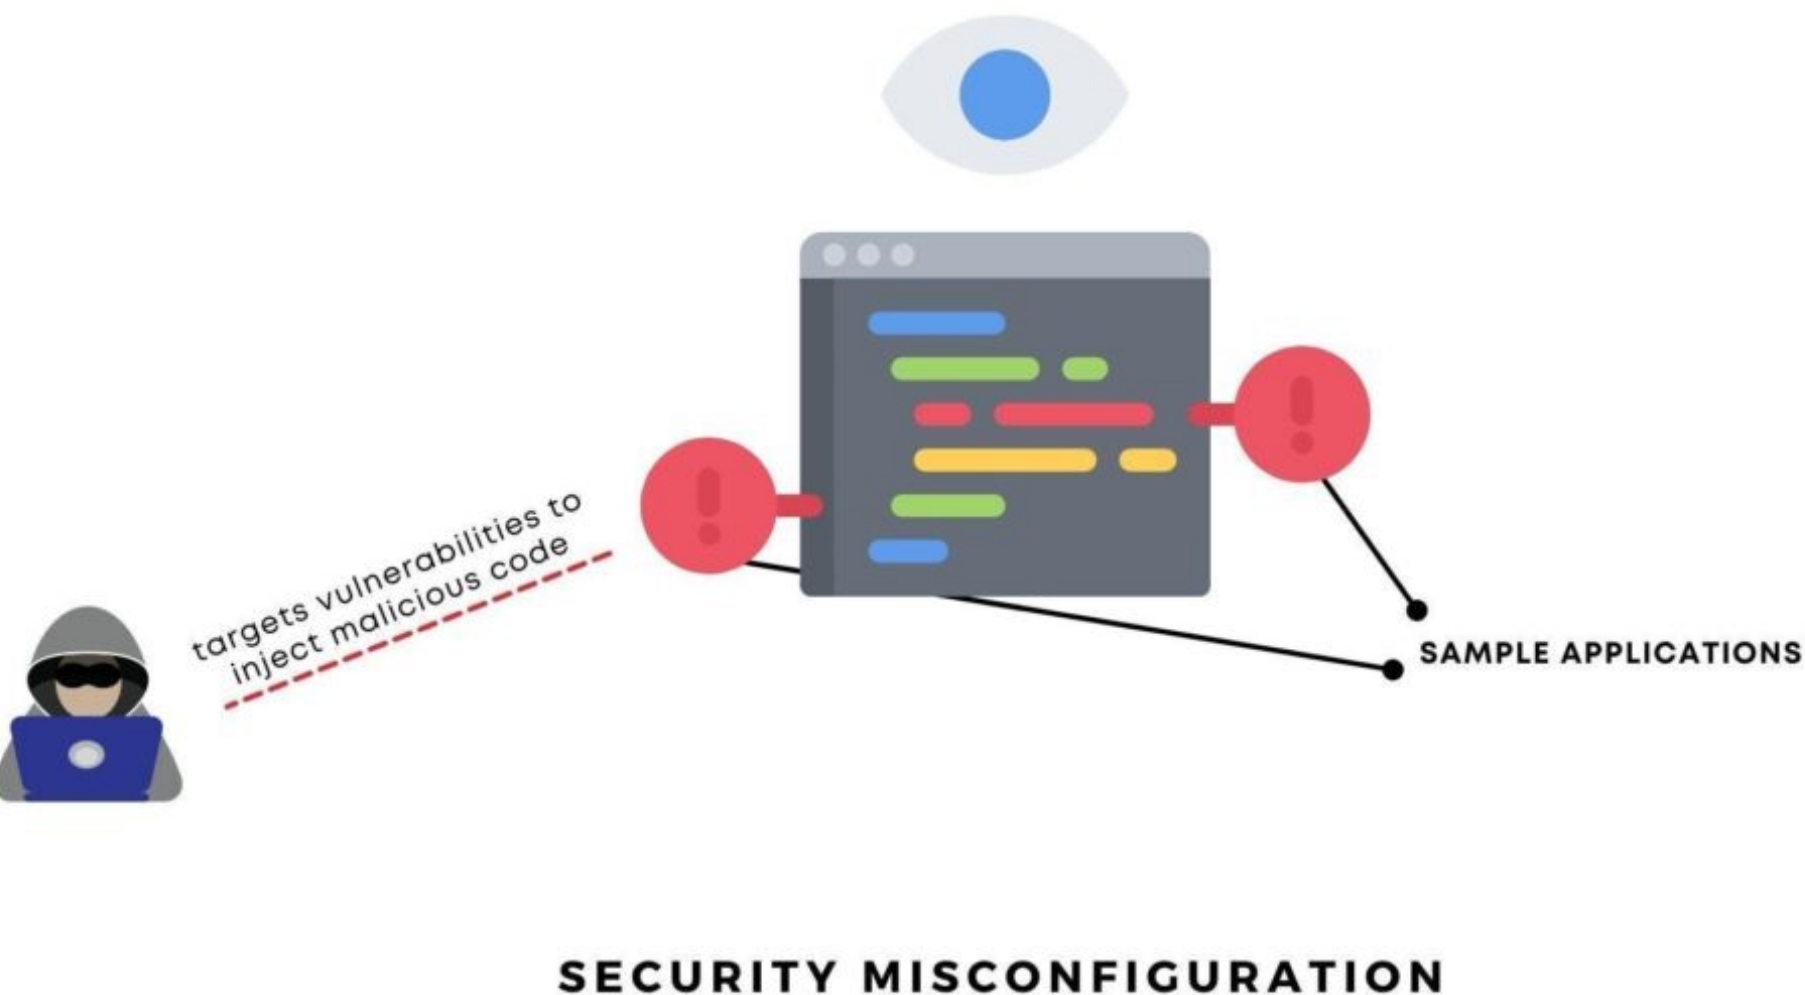 targets vulnerabilities to
inject malicious code
SAMPLE APPLICATIONS
SECURITY MISCONFIGURATION